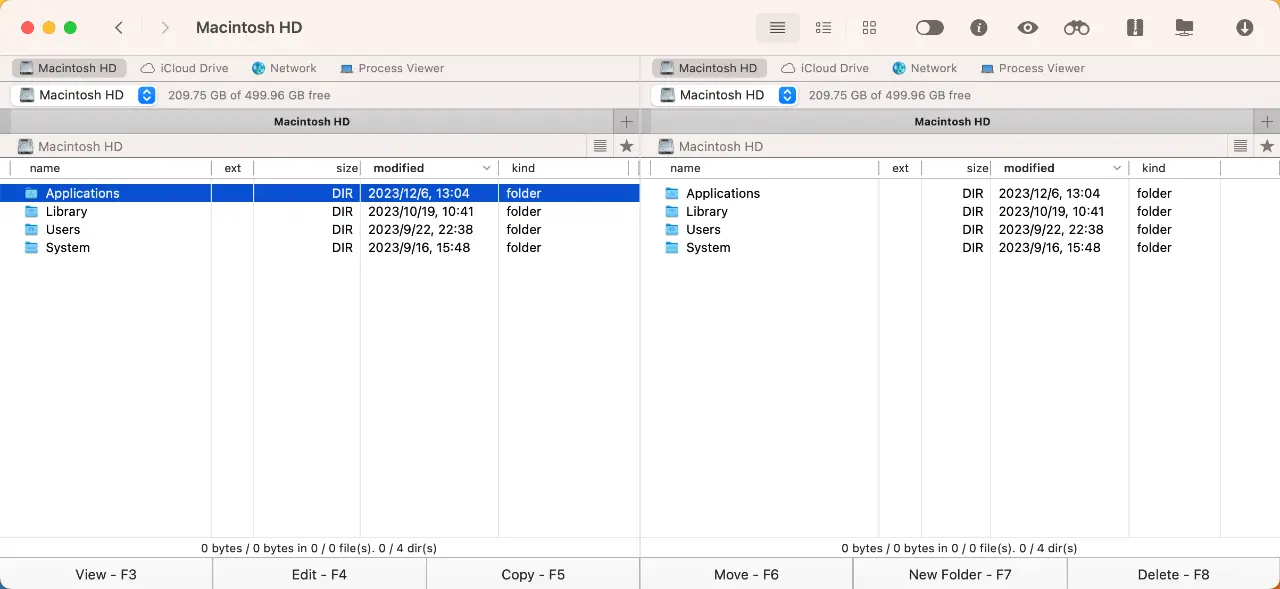 Macintosh HD
Macintosh HD iCloud Drive Network Process Viewer
Macintosh HD 209.75 GB of 499.96 GB free
Macintosh HD
Macintosh HD
name ext size modified kind
Applications DIR 2023/12/6, 13:04 folder
Library DIR 2023/10/19, 10:41 folder
Users DIR 2023/9/22, 22:38 folder
System DIR 2023/9/16, 15:48 folder
0 bytes / 0 bytes in 0 / 0 file(s). 0 / 4 dir(s)
Macintosh HD iCloud Drive Network Process Viewer
Macintosh HD 209.75 GB of 499.96 GB free
Macintosh HD
Macintosh HD
name ext size modified kind
Applications DIR 2023/12/6, 13:04 folder
Library DIR 2023/10/19, 10:41 folder
Users DIR 2023/9/22, 22:38 folder
System DIR 2023/9/16, 15:48 folder
0 bytes / 0 bytes in 0 / 0 file(s). 0 / 4 dir(s)
View - F3 Edit - F4 Copy - F5 Move - F6 New Folder - F7 Delete - F8